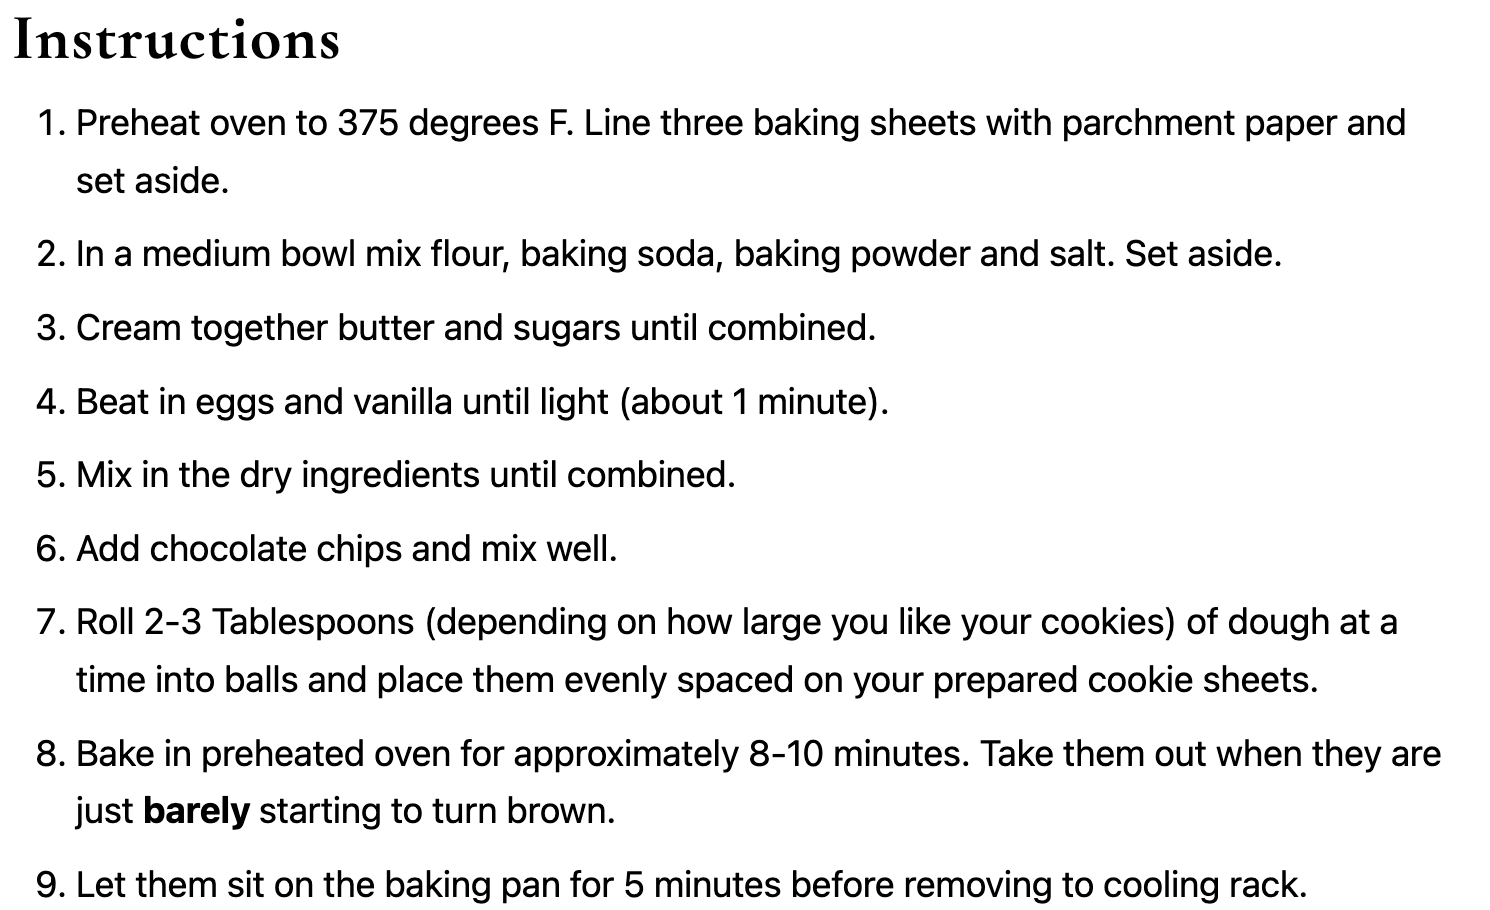 Instructions
1. Preheat oven to 375 degrees F. Line three baking sheets with parchment paper and
set aside.
2. In a medium bowl mix flour, baking soda, baking powder and salt. Set aside.
3. Cream together butter and sugars until combined.
4. Beat in eggs and vanilla until light (about 1 minute).
5. Mix in the dry ingredients until combined.
6. Add chocolate chips and mix well.
7. Roll 2-3 Tablespoons (depending on how large you like your cookies) of dough at a
time into balls and place them evenly spaced on your prepared cookie sheets.
8. Bake in preheated oven for approximately 8-10 minutes. Take them out when they are
just barely starting to turn brown.
9. Let them sit on the baking pan for 5 minutes before removing to cooling rack.